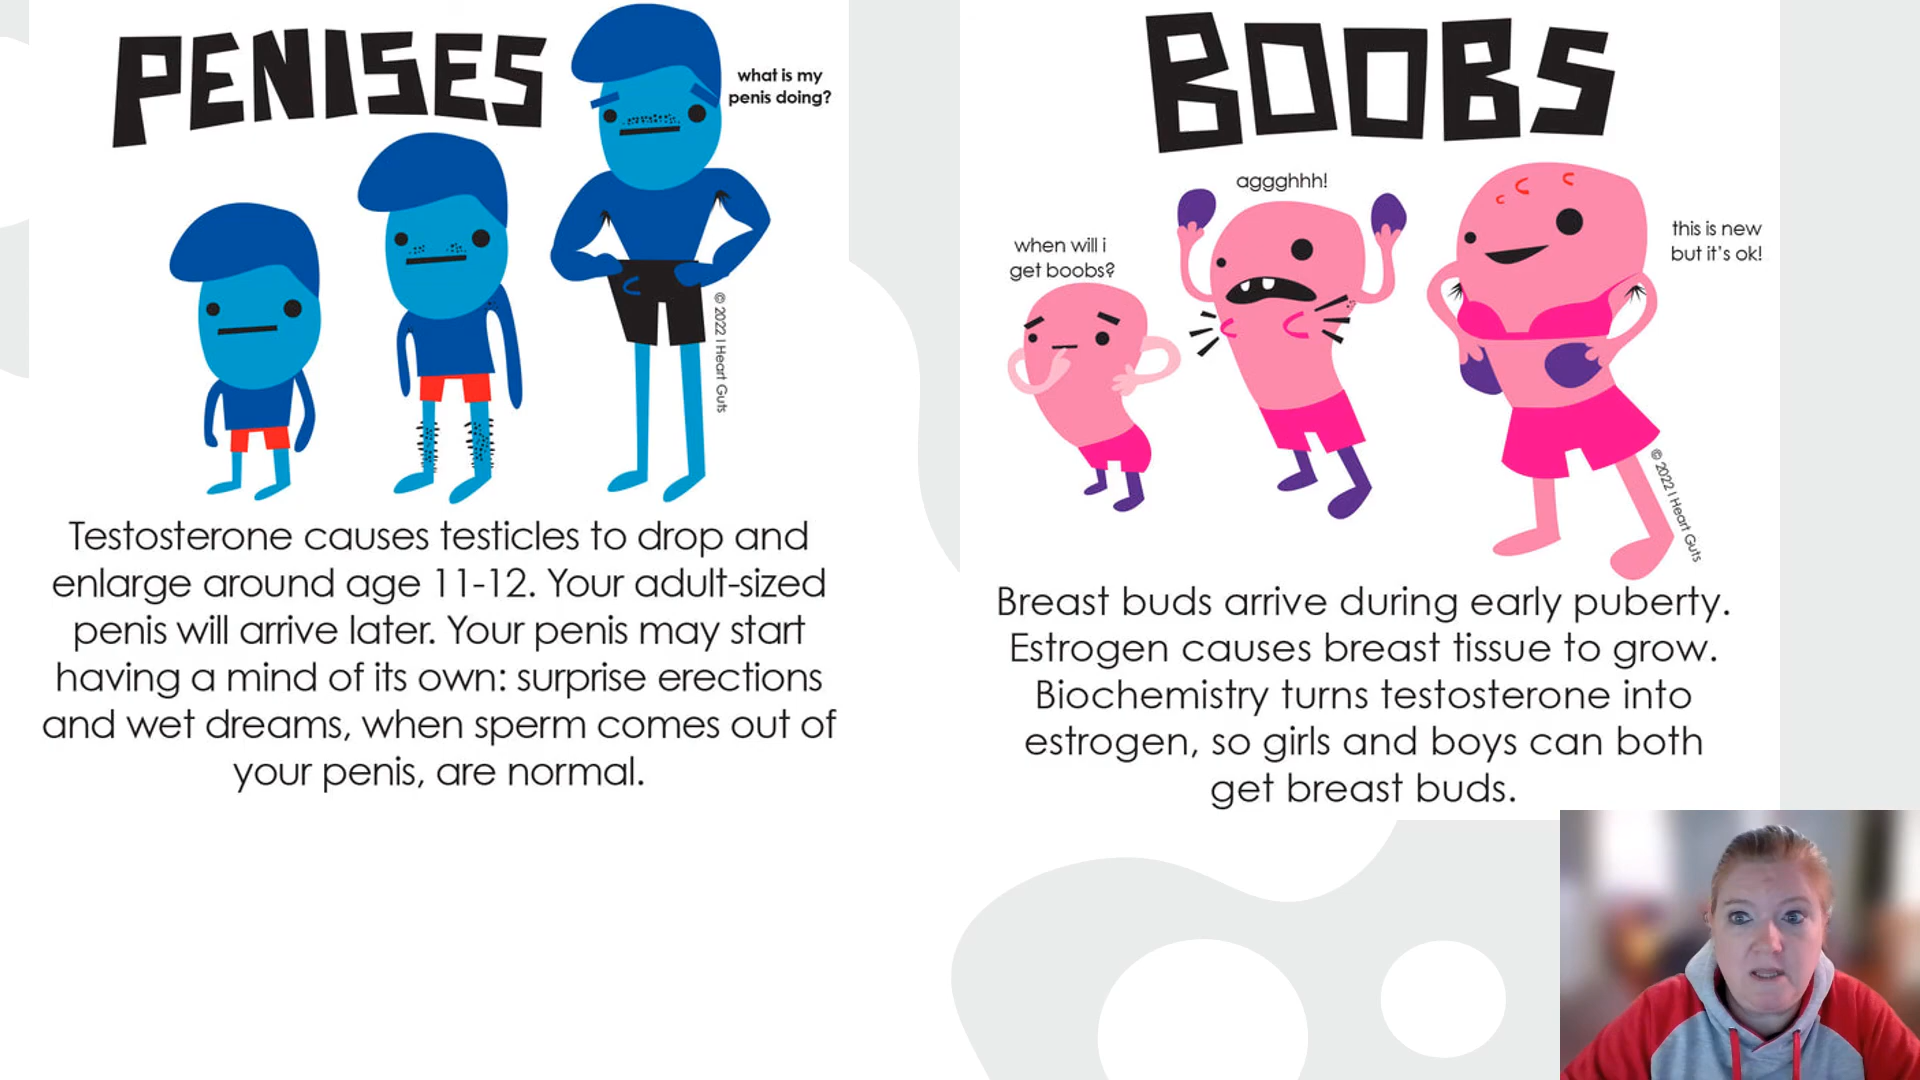 PENISES
what is my
penis doing?
© 2022 I Heart Guts
Testosterone causes testicles to drop and
enlarge around age 11-12. Your adult-sized
penis will arrive later. Your penis may start
having a mind of its own: surprise erections
and wet dreams, when sperm comes out of
your penis, are normal.
BOOBS
aggghhh!
when will i
get boobs?
this is new
but it's ok!
© 2022 I Heart Guts
Breast buds arrive during early puberty.
Estrogen causes breast tissue to grow.
Biochemistry turns testosterone into
estrogen, so girls and boys can both
get breast buds.